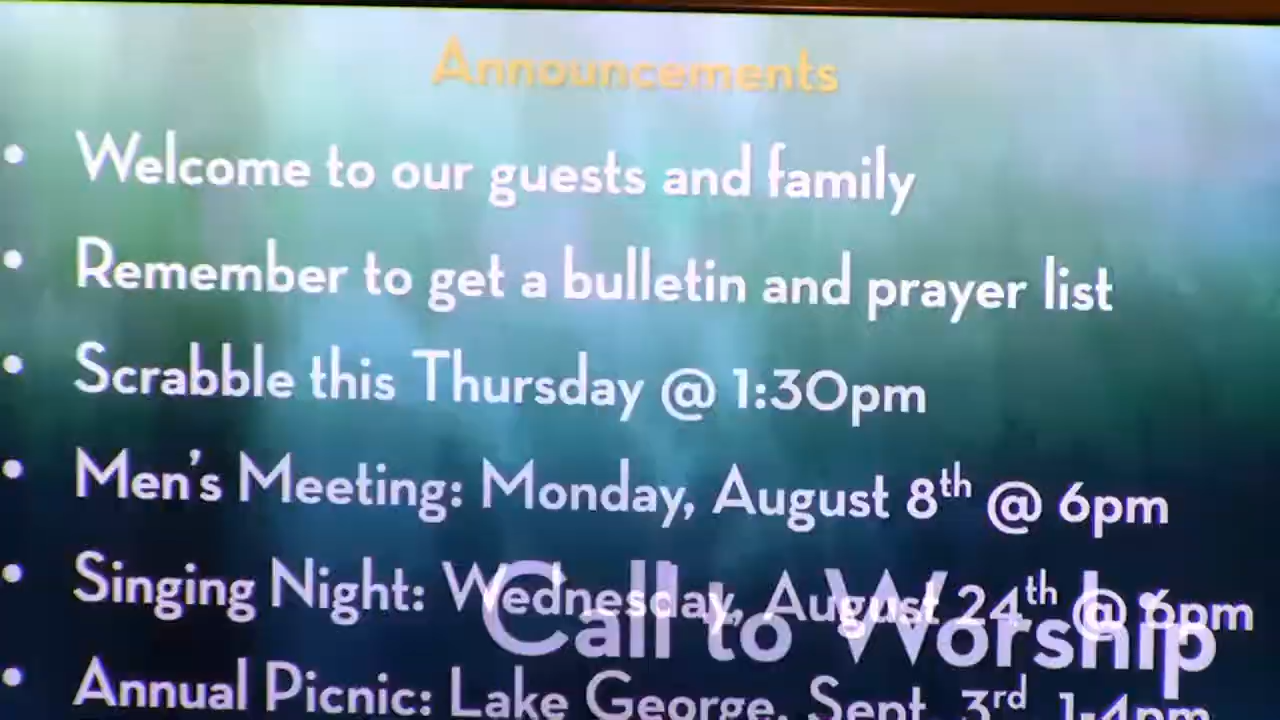 Announcements
• Welcome to our guests and family
• Remember to get a bulletin and prayer list
• Scrabble this Thursday @ 1:30pm
• Men's Meeting: Monday, August 8th @ 6pm
• Singing Night: Wednesday, August 24th @ 6pm
Call to Worship
• Annual Picnic: Lake George, Sept. 3rd 1-4pm